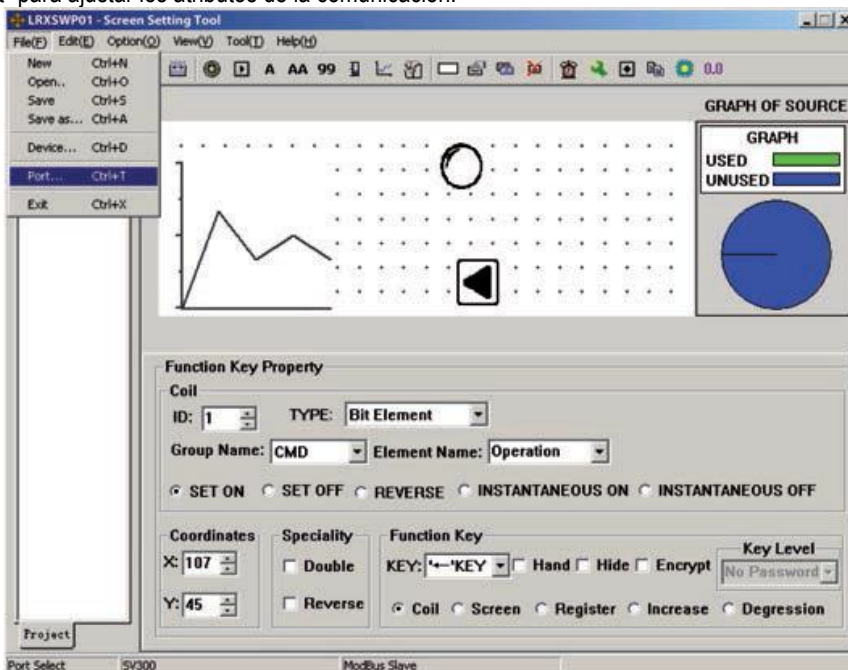 para ajustar los atributos de la comunicación.
LRXSWP01 - Screen Setting Tool
File(F) Edit(E) Option(O) View(V) Tool(T) Help(H)
New Ctrl+N
Open.. Ctrl+O
Save Ctrl+S
Save as... Ctrl+A
Device... Ctrl+D
Port... Ctrl+T
Exit Ctrl+X
A AA 99 0.0
GRAPH OF SOURCE
GRAPH
USED
UNUSED
Function Key Property
Coil
ID: 1 TYPE: Bit Element
Group Name: CMD Element Name: Operation
SET ON SET OFF REVERSE INSTANTANEOUS ON INSTANTANEOUS OFF
Coordinates Speciality Function Key
X: 107 Double KEY: '←'KEY Hand Hide Encrypt Key Level
No Password
Y: 45 Reverse Coil Screen Register Increase Degression
Project
Port Select SV300 ModBus Slave